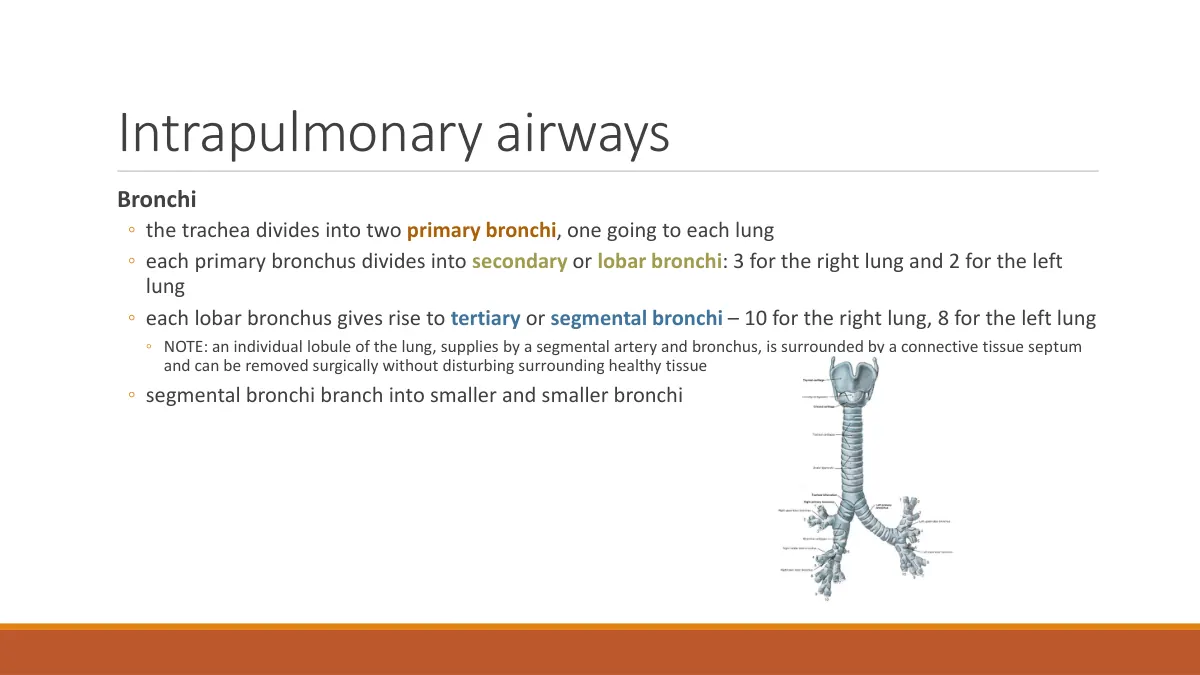 Intrapulmonary airways
Bronchi
◦ the trachea divides into two primary bronchi, one going to each lung
◦ each primary bronchus divides into secondary or lobar bronchi: 3 for the right lung and 2 for the left
lung
◦ each lobar bronchus gives rise to tertiary or segmental bronchi – 10 for the right lung, 8 for the left lung
◦ NOTE: an individual lobule of the lung, supplies by a segmental artery and bronchus, is surrounded by a connective tissue septum
and can be removed surgically without disturbing surrounding healthy tissue
◦ segmental bronchi branch into smaller and smaller bronchi